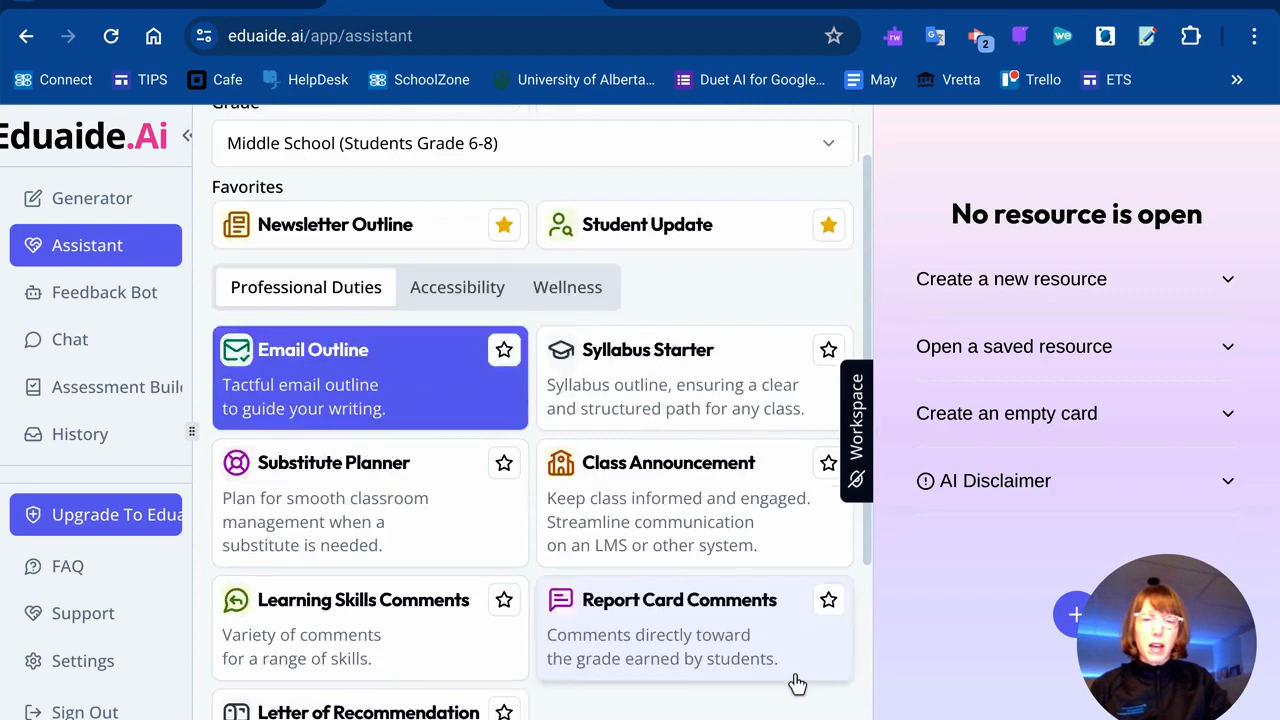 eduaide.ai/app/assistant
2
Connect
TIPS
Cafe
HelpDesk
SchoolZone
University of Alberta...
Duet AI for Google...
May
Vretta
Trello
ETS
Eduaide.Ai
Generator
Assistant
Feedback Bot
Chat
Assessment Buil
History
Upgrade To Edua
FAQ
Support
Settings
Sign Out
Grade
Middle School (Students Grade 6-8)
Favorites
Newsletter Outline
Student Update
Professional Duties
Accessibility
Wellness
Email Outline
Tactful email outline
to guide your writing.
Syllabus Starter
Syllabus outline, ensuring a clear
and structured path for any class.
Substitute Planner
Plan for smooth classroom
management when a
substitute is needed.
Class Announcement
Keep class informed and engaged.
Streamline communication
on an LMS or other system.
Learning Skills Comments
Variety of comments
for a range of skills.
Report Card Comments
Comments directly toward
the grade earned by students.
Letter of Recommendation
Workspace
No resource is open
Create a new resource
Open a saved resource
Create an empty card
AI Disclaimer